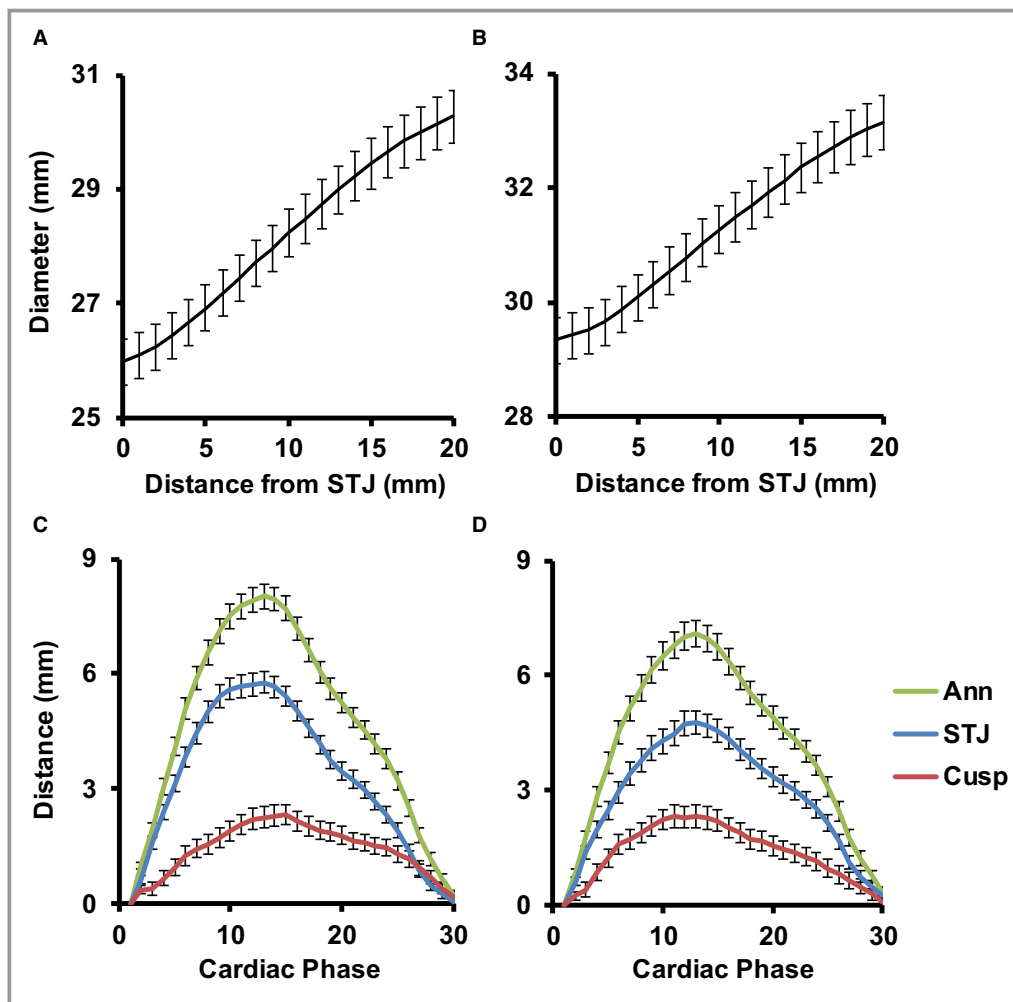 A
Diameter (mm)
31
29
27
25
0 5 10 15 20
Distance from STJ (mm)
B
34
32
30
28
0 5 10 15 20
Distance from STJ (mm)
C
Distance (mm)
9
6
3
0
0 10 20 30
Cardiac Phase
D
9
6
3
0
0 10 20 30
Cardiac Phase
Ann
STJ
Cusp